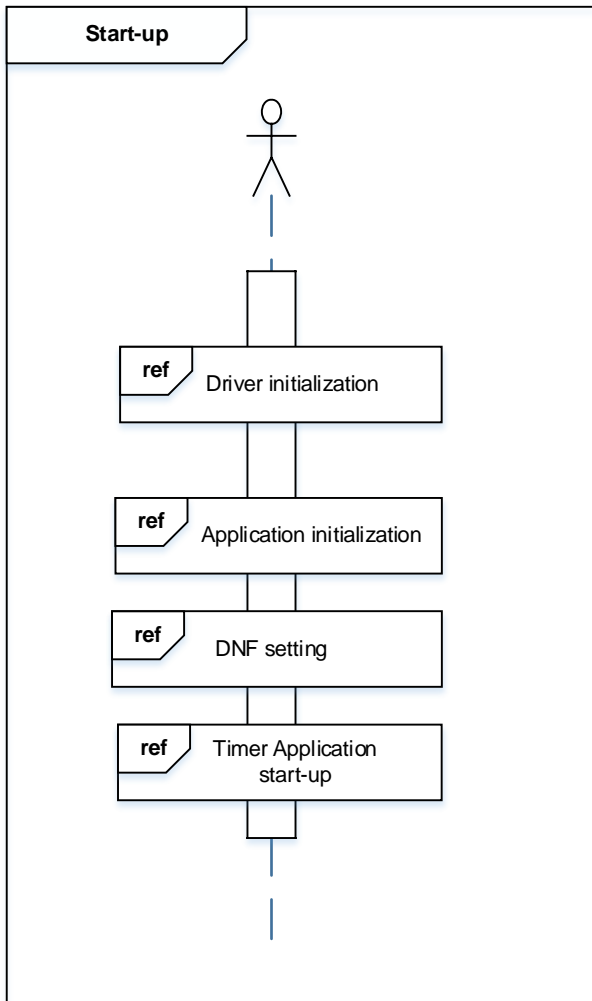 Start-up
ref
Driver initialization
ref
Application initialization
ref
DNF setting
ref
Timer Application
start-up